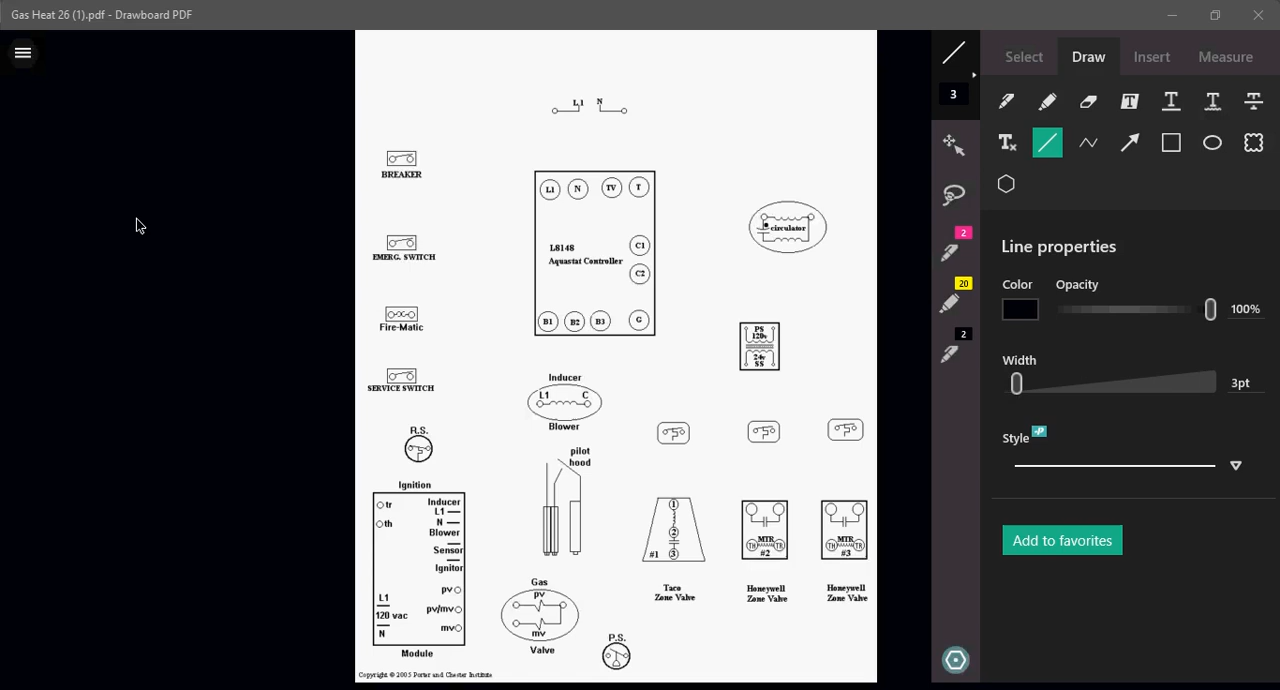 Gas Heat 26 (1).pdf - Drawboard PDF
Select Draw Insert Measure
3
L1 N
BREAKER
L1 N TV T
2
circulator
C1
L8148
EMERG. SWITCH
Aquastat Controller
C2
Line properties
Color Opacity
20
100%
B1 B2 B3 G
Fire-Matic
PS
120v
24v
SS
2
Width
3pt
Inducer
SERVICE SWITCH
L1 C
Blower
R.S.
Style
pilot
hood
Ignition
tr
th
Inducer
L1
N
Blower
Sensor
Ignitor
pv
L1
120 vac
pv/mv
N
mv
Module
1
2
#1 3
MTR
TH TR
#2
MTR
TH TR
#3
Add to favorites
Gas
pv
mv
Valve
Taco
Zone Valve
Honeywell
Zone Valve
Honeywell
Zone Valve
P.S.
Copyright © 2005 Porter and Chester Institute